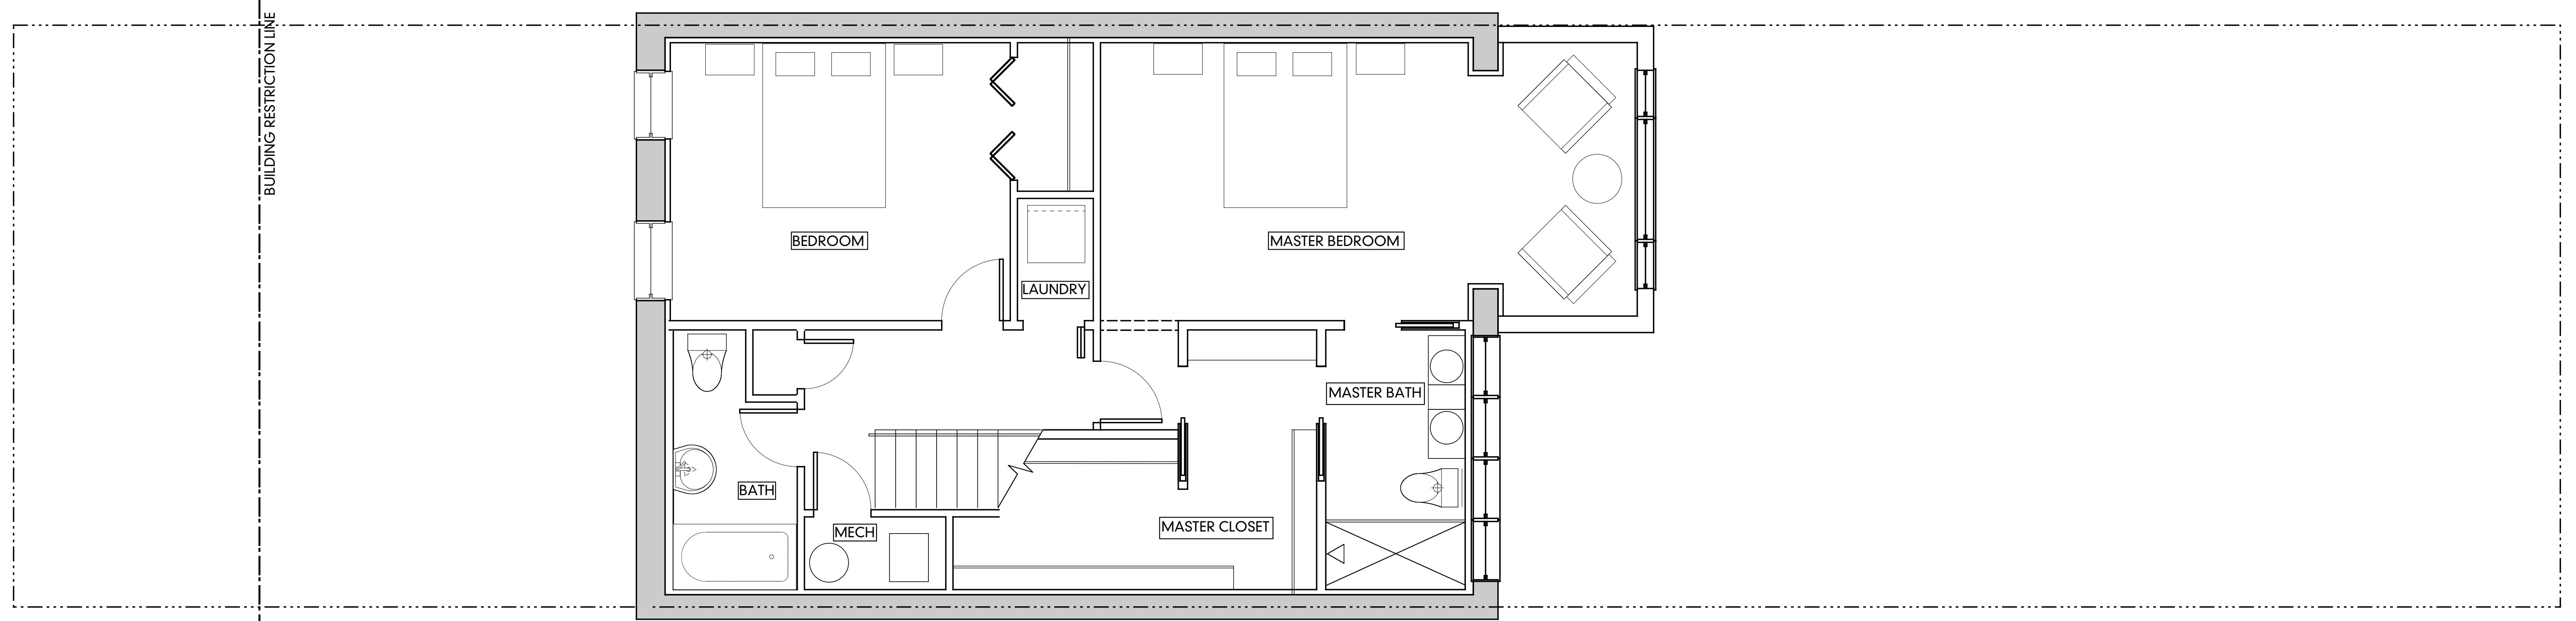 BUILDING RESTRICTION LINE
BEDROOM
MASTER BEDROOM
LAUNDRY
MASTER BATH
BATH
MECH
MASTER CLOSET